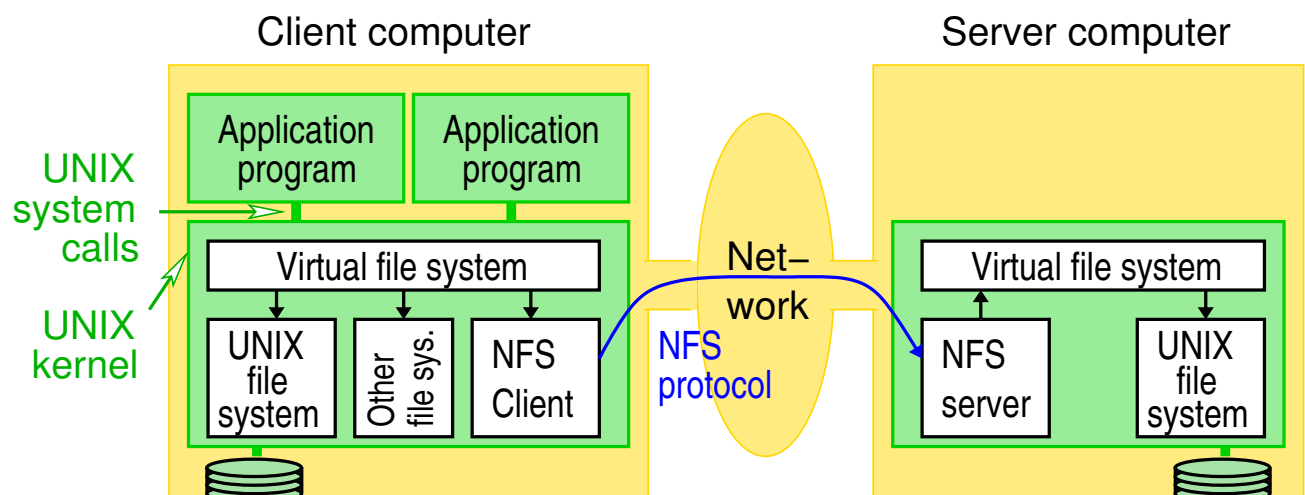 Client computer
Server computer
Application
program
Application
program
UNIX
system
calls
Virtual file system
Net–
work
Virtual file system
UNIX
kernel
UNIX
file
system
Other
file sys.
NFS
Client
NFS
protocol
NFS
server
UNIX
file
system